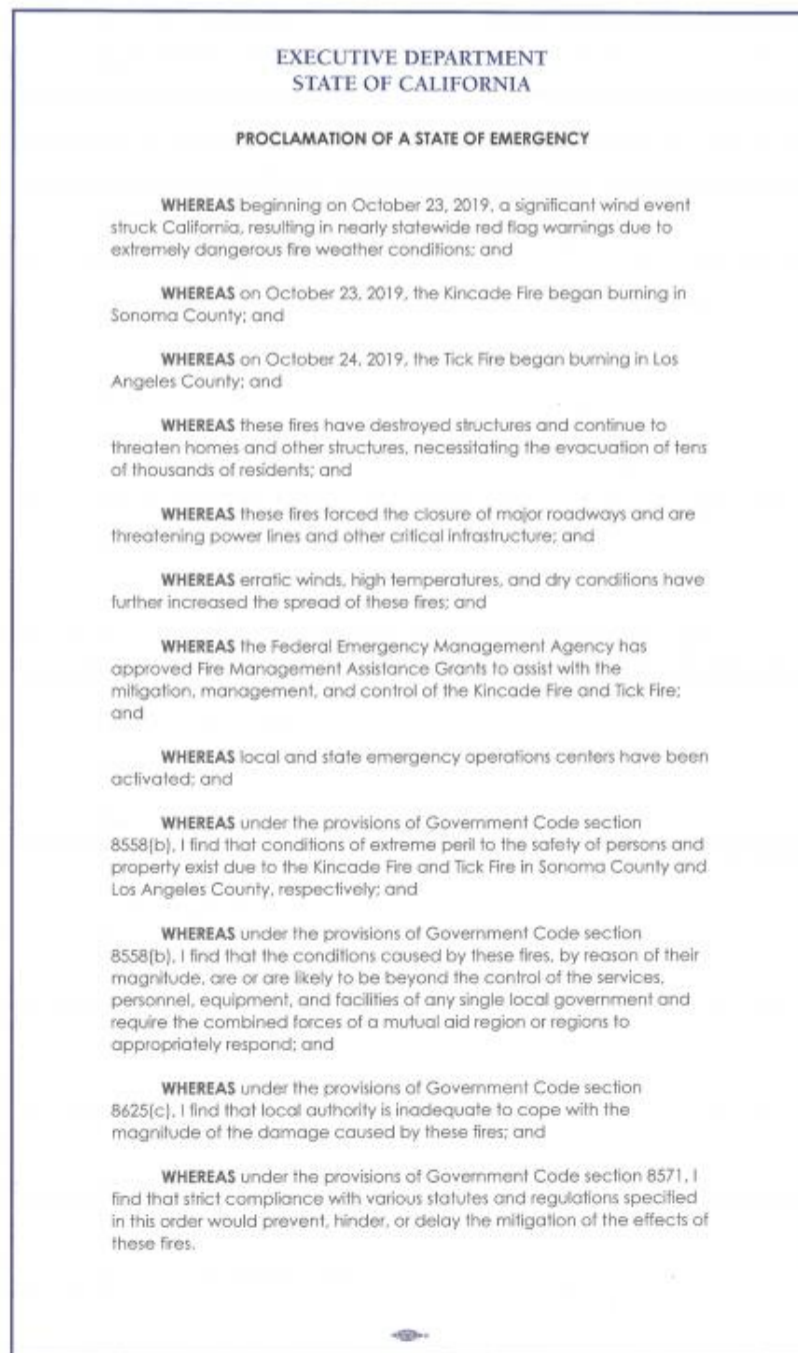 EXECUTIVE DEPARTMENT
STATE OF CALIFORNIA
PROCLAMATION OF A STATE OF EMERGENCY
WHEREAS beginning on October 23, 2019, a significant wind event
struck California, resulting in nearly statewide red flag warnings due to
extremely dangerous fire weather conditions; and
WHEREAS on October 23, 2019, the Kincade Fire began burning in
Sonoma County; and
WHEREAS on October 24, 2019, the Tick Fire began burning in Los
Angeles County; and
WHEREAS these fires have destroyed structures and continue to
threaten homes and other structures, necessitating the evacuation of tens
of thousands of residents; and
WHEREAS these fires forced the closure of major roadways and are
threatening power lines and other critical infrastructure; and
WHEREAS erratic winds, high temperatures, and dry conditions have
further increased the spread of these fires; and
WHEREAS the Federal Emergency Management Agency has
approved Fire Management Assistance Grants to assist with the
mitigation, management, and control of the Kincade Fire and Tick Fire;
and
WHEREAS local and state emergency operations centers have been
activated; and
WHEREAS under the provisions of Government Code section
8558(b), I find that conditions of extreme peril to the safety of persons and
property exist due to the Kincade Fire and Tick Fire in Sonoma County and
Los Angeles County, respectively; and
WHEREAS under the provisions of Government Code section
8558(b), I find that the conditions caused by these fires, by reason of their
magnitude, are or are likely to be beyond the control of the services,
personnel, equipment, and facilities of any single local government and
require the combined forces of a mutual aid region or regions to
appropriately respond; and
WHEREAS under the provisions of Government Code section
8625(c), I find that local authority is inadequate to cope with the
magnitude of the damage caused by these fires; and
WHEREAS under the provisions of Government Code section 8571, I
find that strict compliance with various statutes and regulations specified
in this order would prevent, hinder, or delay the mitigation of the effects of
these fires.